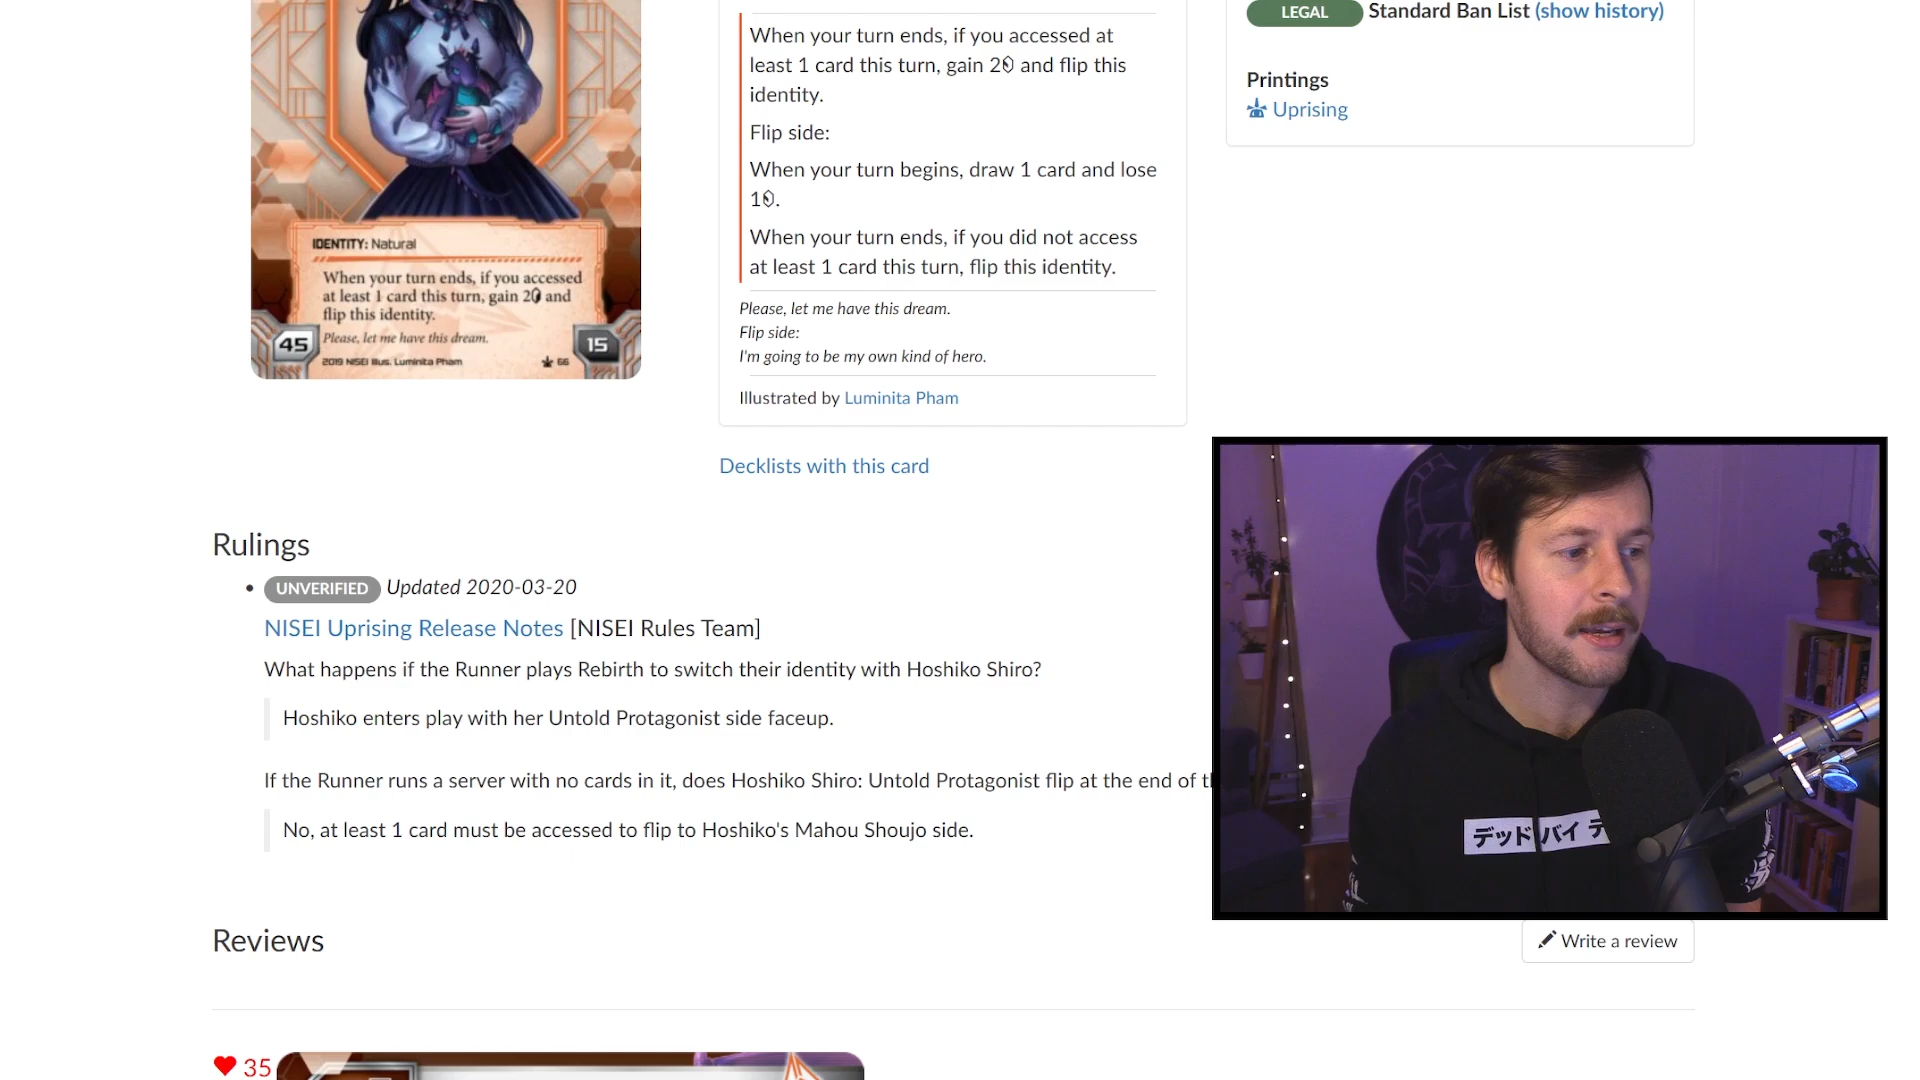 When your turn ends, if you accessed at
least 1 card this turn, gain 2 and flip this
identity.
Flip side:
When your turn begins, draw 1 card and lose
1.
When your turn ends, if you did not access
at least 1 card this turn, flip this identity.
Please, let me have this dream.
Flip side:
I'm going to be my own kind of hero.
Illustrated by Luminita Pham
Decklists with this card
LEGAL Standard Ban List (show history)
Printings
Uprising
IDENTITY: Natural
When your turn ends, if you accessed
at least 1 card this turn, gain 2 and
flip this identity.
Please, let me have this dream.
45
15
2019 NISEI Illus. Luminita Pham
66
Rulings
UNVERIFIED Updated 2020-03-20
NISEI Uprising Release Notes [NISEI Rules Team]
What happens if the Runner plays Rebirth to switch their identity with Hoshiko Shiro?
Hoshiko enters play with her Untold Protagonist side faceup.
If the Runner runs a server with no cards in it, does Hoshiko Shiro: Untold Protagonist flip at the end of
No, at least 1 card must be accessed to flip to Hoshiko's Mahou Shoujo side.
デッドバイデ
Reviews
Write a review
35